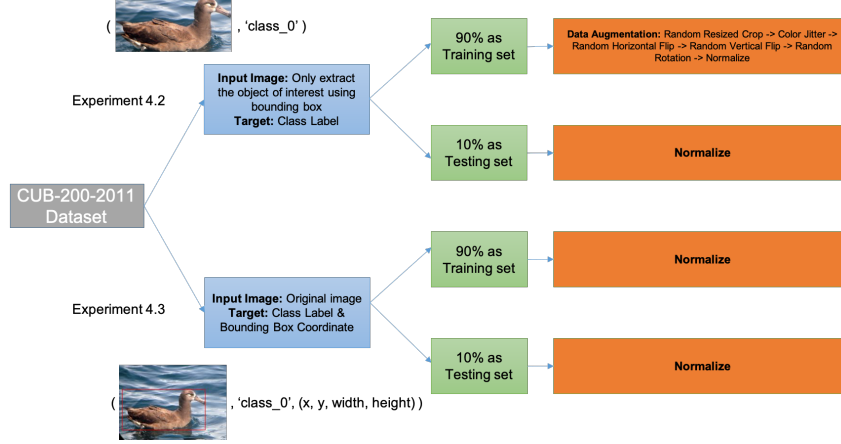 ( , ‘class_0’ )
90% as
Training set
Data Augmentation: Random Resized Crop -> Color Jitter ->
Random Horizontal Flip -> Random Vertical Flip -> Random
Rotation -> Normalize
Experiment 4.2
Input Image: Only extract
the object of interest using
bounding box
Target: Class Label
10% as
Testing set
Normalize
CUB-200-2011
Dataset
90% as
Training set
Normalize
Experiment 4.3
Input Image: Original image
Target: Class Label &
Bounding Box Coordinate
10% as
Testing set
Normalize
( , ‘class_0’, (x, y, width, height) )